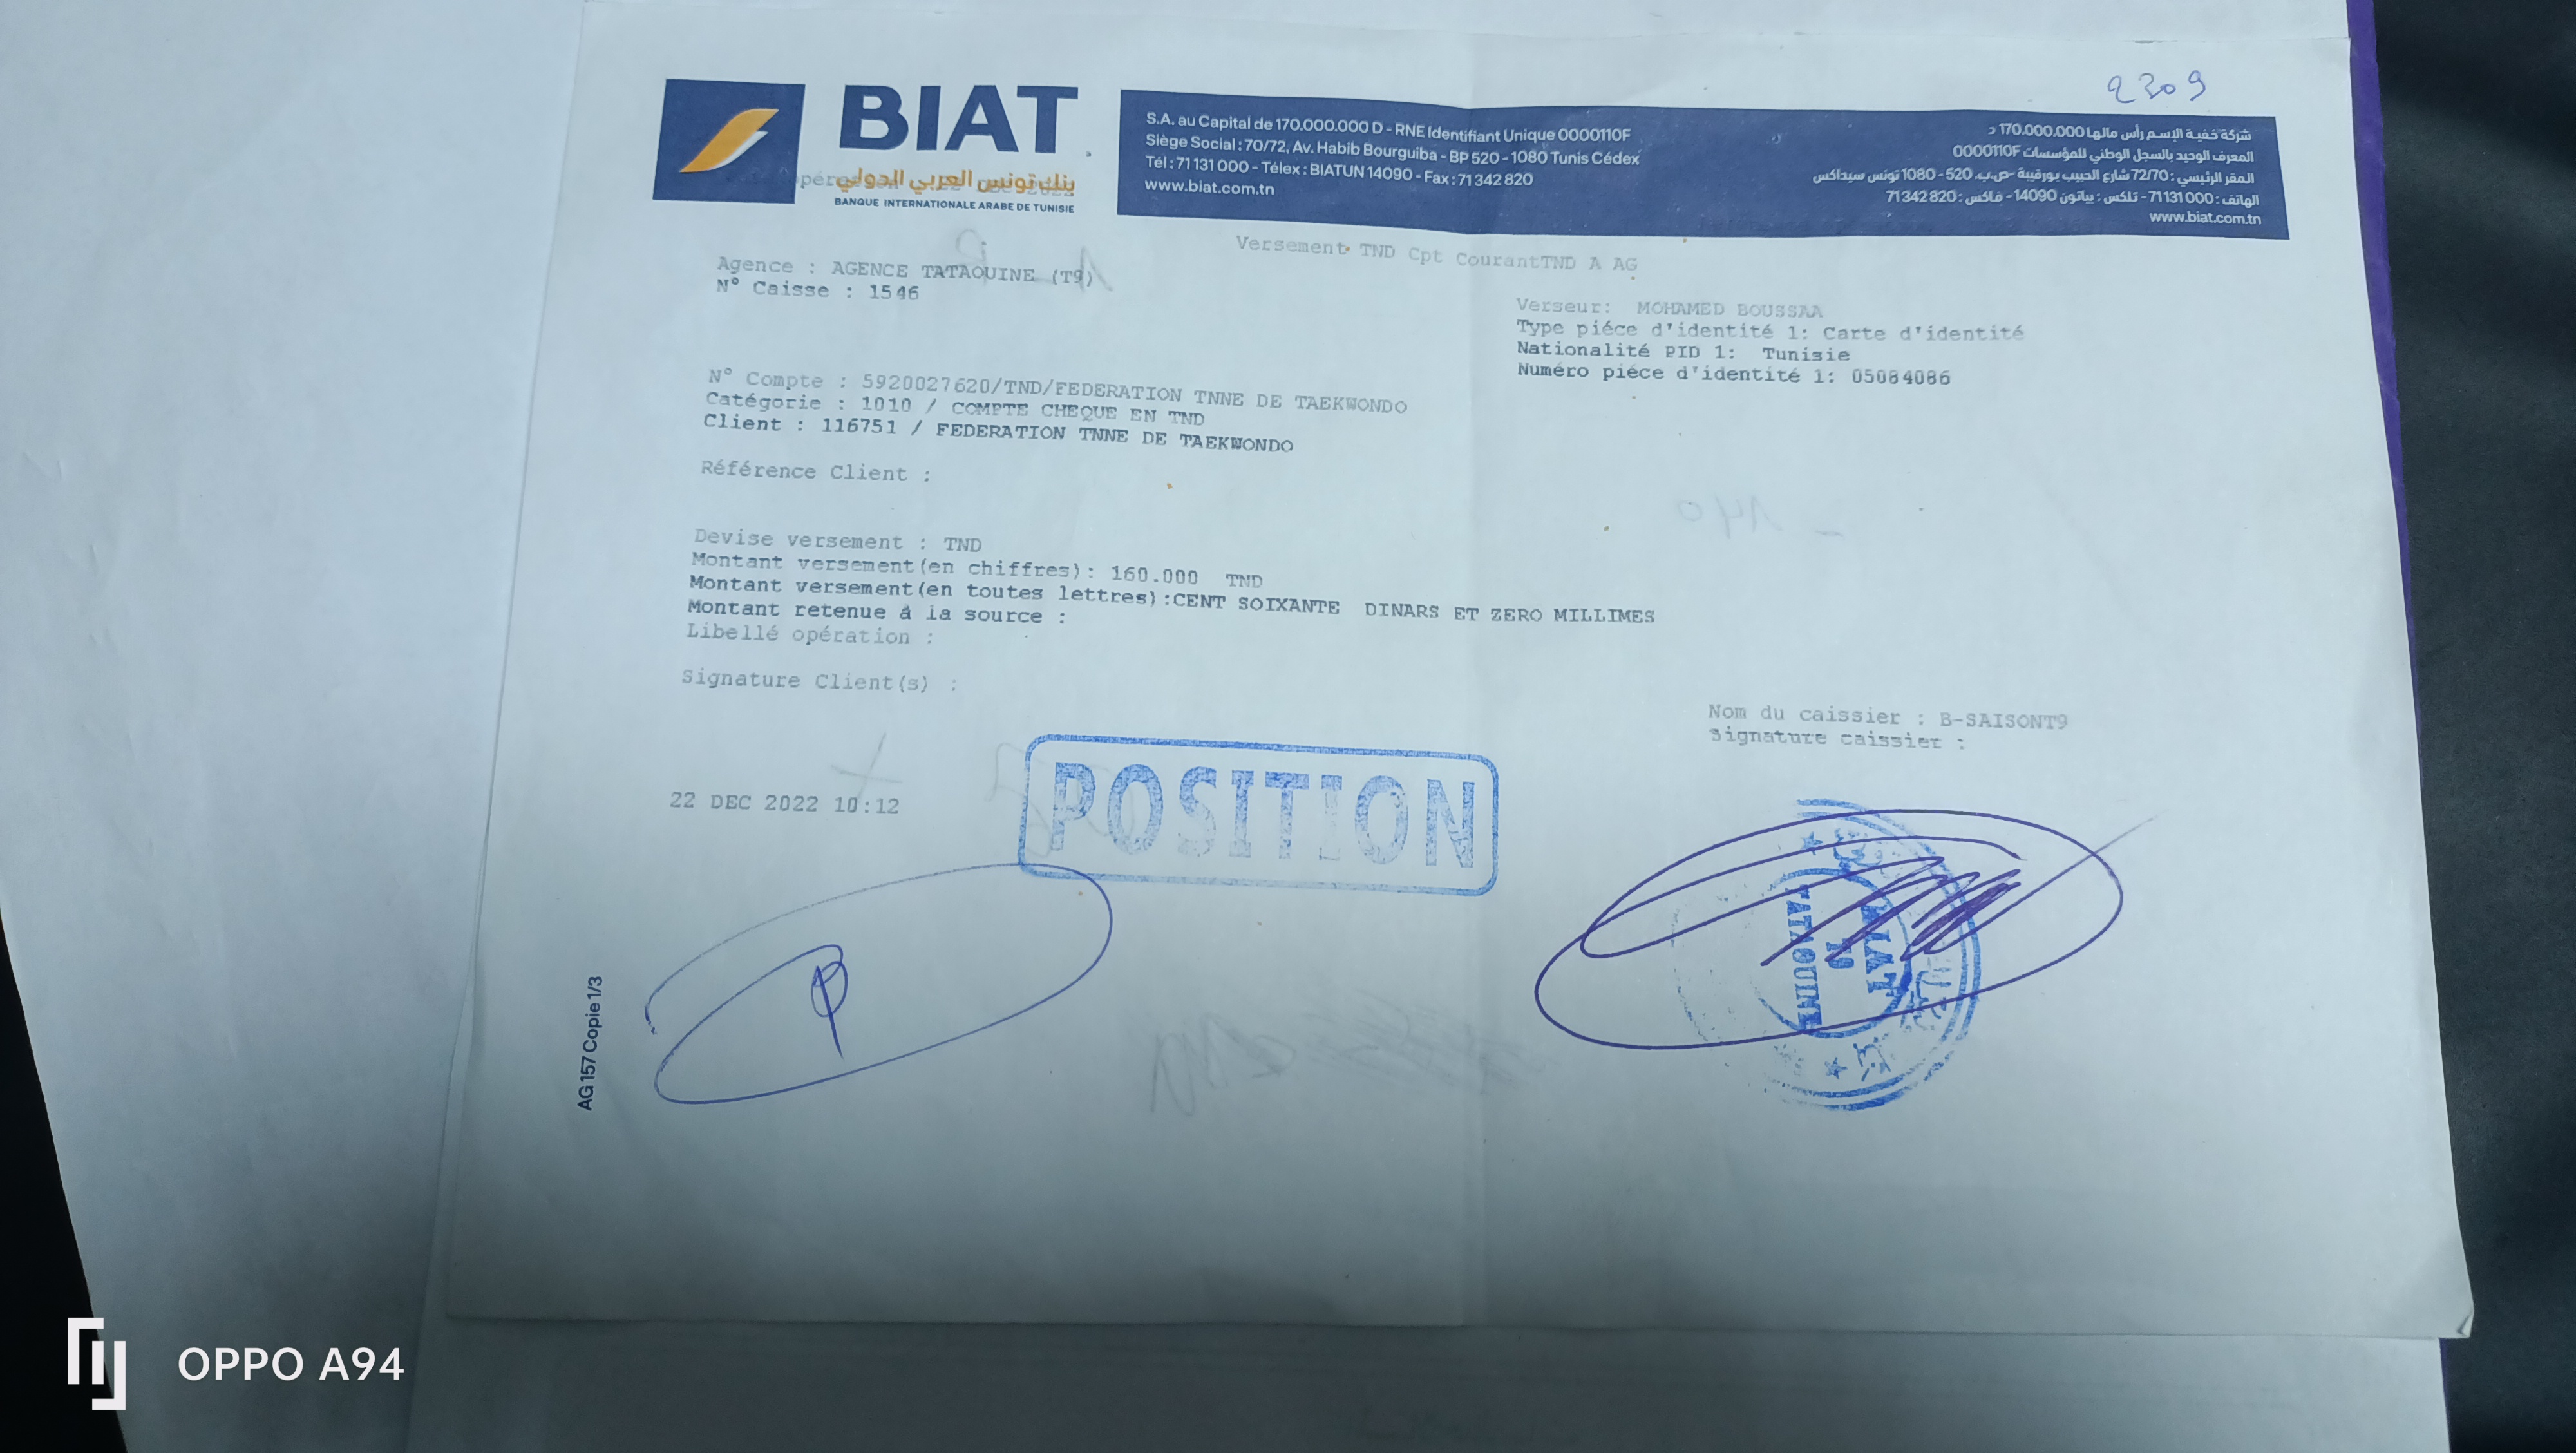 2309
BIAT
بنك تونس العربي الدولي
BANQUE INTERNATIONALE ARABE DE TUNISIE
S.A. au Capital de 170.000.000 D - RNE Identifiant Unique 0000110F
Siège Social : 70/72, Av. Habib Bourguiba - BP 520 - 1080 Tunis Cédex
Tél : 71 131 000 - Télex : BIATUN 14090 - Fax : 71 342 820
www.biat.com.tn
شركة خفية الإسم رأس مالها 170.000.000 د
المعرف الوحيد بالسجل الوطني للمؤسسات 0000110F
المقر الرئيسي : 72/70 شارع الحبيب بورقيبة -ص.ب. 520 - 1080 تونس سيداكس
الهاتف : 71131 000 - تلكس : بياتون 14090 - فاكس : 71 342 820
www.biat.com.tn
Versement TND Cpt CourantTND A AG
Agence : AGENCE TATAOUINE (T9)
N° Caisse : 1546
Verseur: MOHAMED BOUSSAA
Type piéce d'identité 1: Carte d'identité
Nationalité PID 1: Tunisie
Numéro piéce d'identité 1: 05084086
N° Compte : 5920027620/TND/FEDERATION TNNE DE TAEKWONDO
Catégorie : 1010 / COMPTE CHEQUE EN TND
Client : 116751 / FEDERATION TNNE DE TAEKWONDO
Référence Client :
Devise versement : TND
Montant versement(en chiffres): 160.000 TND
Montant versement(en toutes lettres):CENT SOIXANTE DINARS ET ZERO MILLIMES
Montant retenue à la source :
Libellé opération :
Signature Client(s) :
Nom du caissier : B-SAISONT9
Signature caissier :
22 DEC 2022 10:12
POSITION
BIAT
T9
TATAOUINE
AG 157 Copie 1/3
OPPO A94